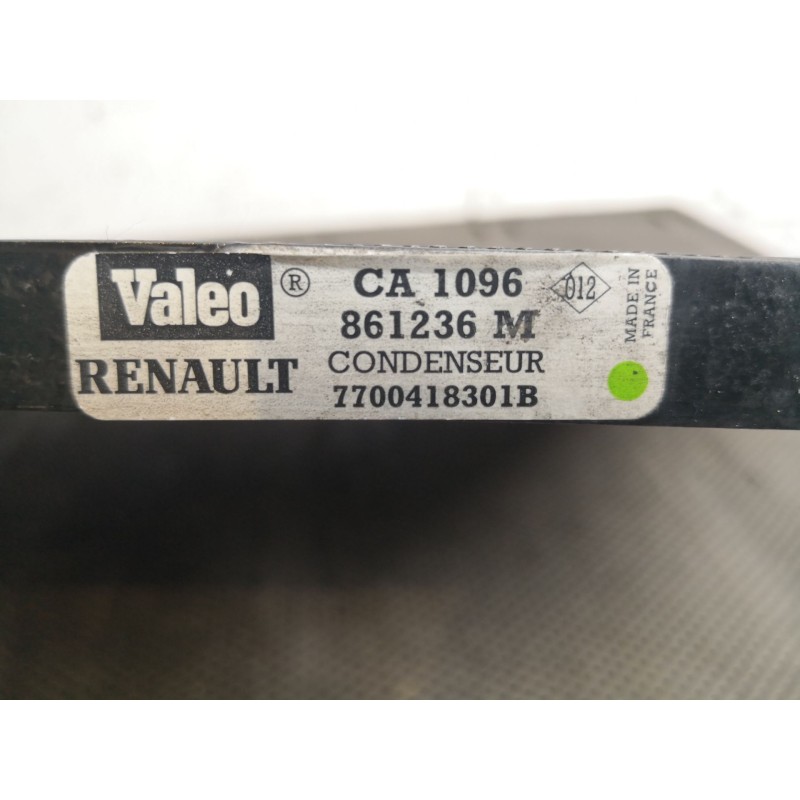 Valeo ® CA 1096 012
861236 M
RENAULT CONDENSEUR
7700418301B
MADE IN
FRANCE